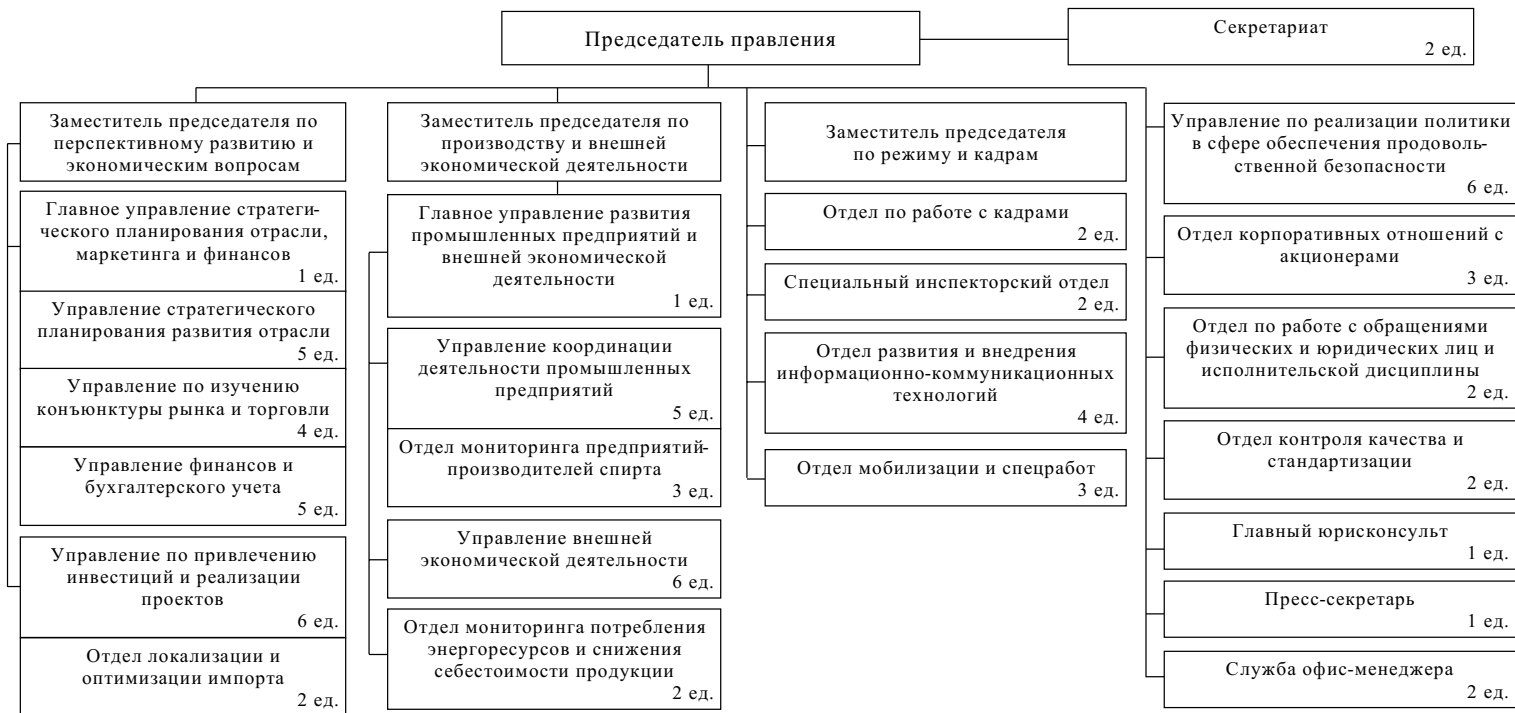 Председатель правления
Секретариат
2 ед.
Заместитель председателя по
перспективному развитию и
экономическим вопросам
Главное управление стратеги-
ческого планирования отрасли,
маркетинга и финансов
1 ед.
Управление стратегического
планирования развития отрасли
5 ед.
Управление по изучению
конъюнктуры рынка и торговли
4 ед.
Управление финансов и
бухгалтерского учета
5 ед.
Управление по привлечению
инвестиций и реализации
проектов
6 ед.
Отдел локализации и
оптимизации импорта
2 ед.
Заместитель председателя по
производству и внешней
экономической деятельности
Главное управление развития
промышленных предприятий и
внешней экономической
деятельности
1 ед.
Управление координации
деятельности промышленных
предприятий
5 ед.
Отдел мониторинга предприятий-
производителей спирта
3 ед.
Управление внешней
экономической деятельности
6 ед.
Отдел мониторинга потребления
энергоресурсов и снижения
себестоимости продукции
2 ед.
Заместитель председателя
по режиму и кадрам
Отдел по работе с кадрами
2 ед.
Специальный инспекторский отдел
2 ед.
Отдел развития и внедрения
информационно-коммуникационных
технологий
4 ед.
Отдел мобилизации и спецработ
3 ед.
Управление по реализации политики
в сфере обеспечения продоволь-
ственной безопасности
6 ед.
Отдел корпоративных отношений с
акционерами
3 ед.
Отдел по работе с обращениями
физических и юридических лиц и
исполнительской дисциплины
2 ед.
Отдел контроля качества и
стандартизации
2 ед.
Главный юрисконсульт
1 ед.
Пресс-секретарь
1 ед.
Служба офис-менеджера
2 ед.